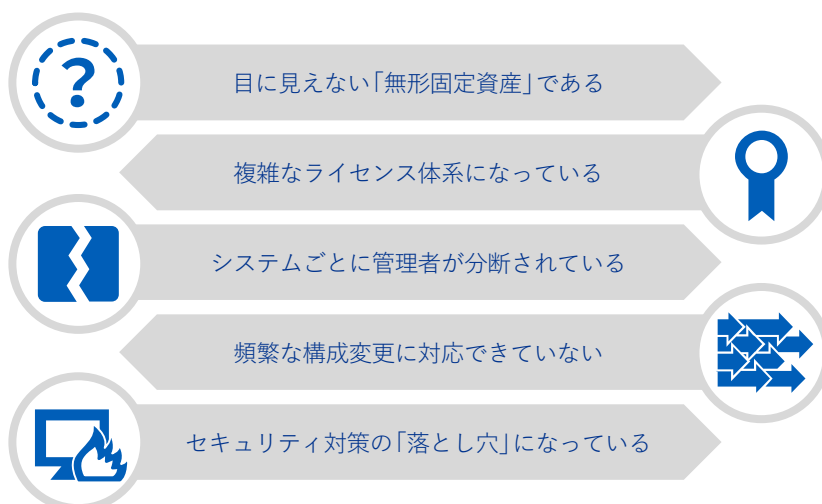 目に見えない「無形固定資産」である
複雑なライセンス体系になっている
システムごとに管理者が分断されている
頻繁な構成変更に対応できていない
セキュリティ対策の「落とし穴」になっている